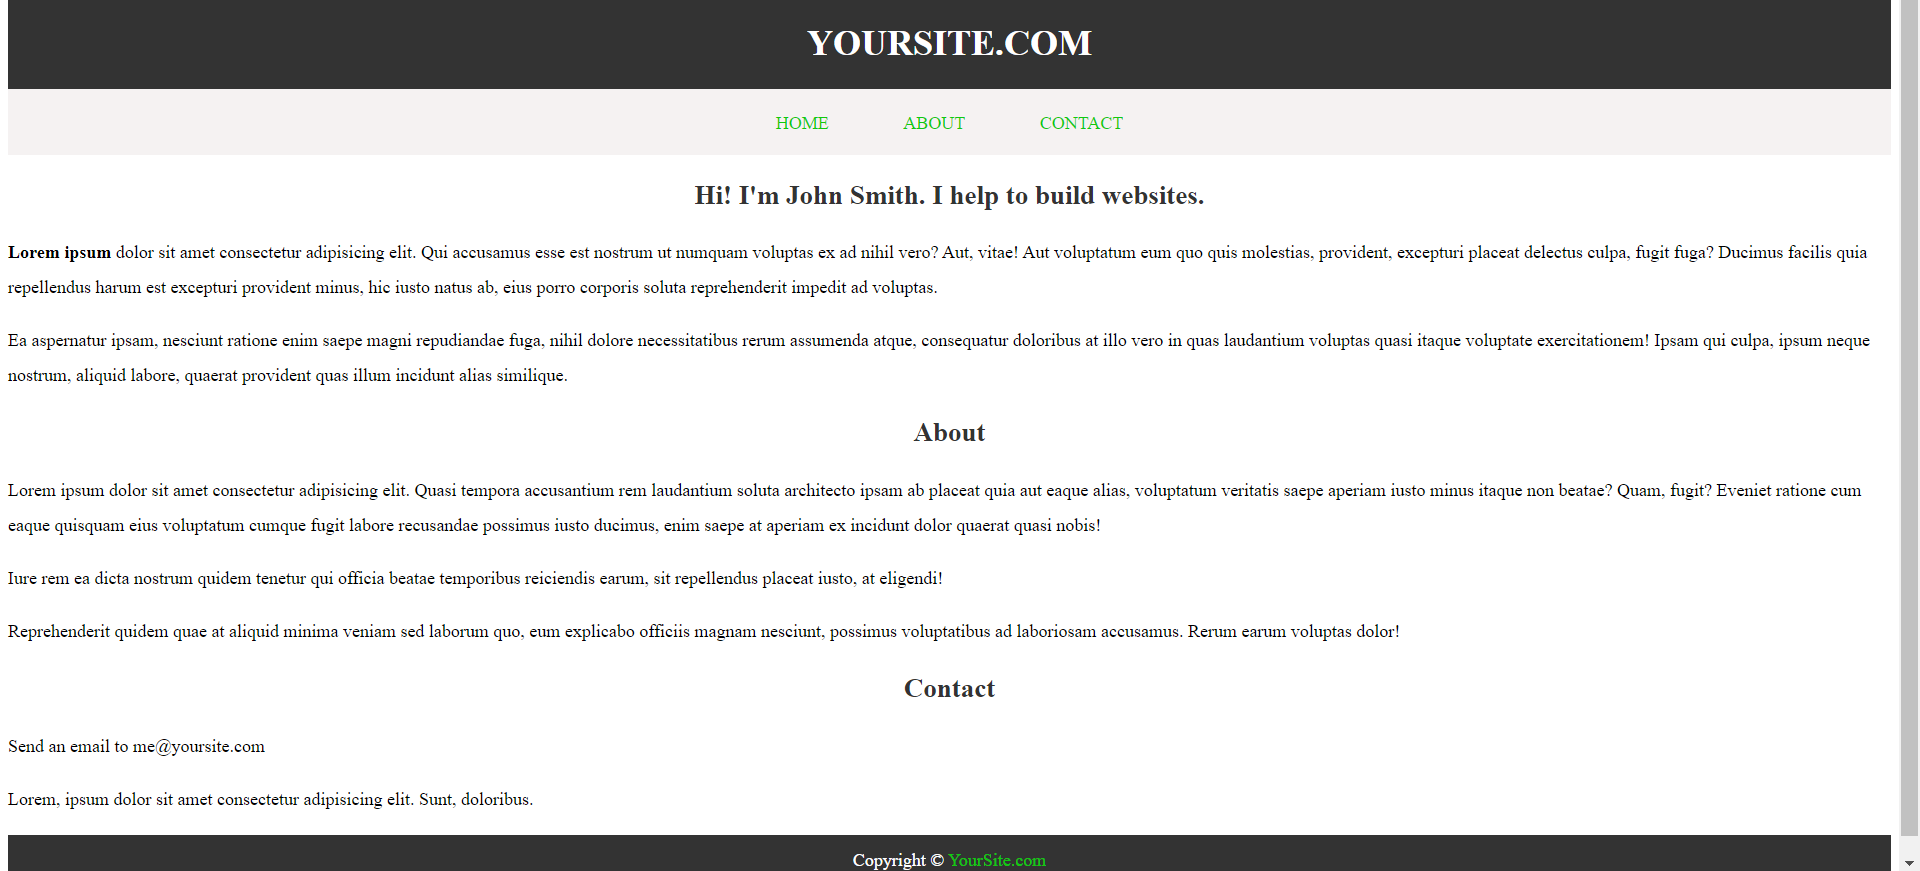 YOURSITE.COM
HOME ABOUT CONTACT
Hi! I'm John Smith. I help to build websites.
Lorem ipsum dolor sit amet consectetur adipisicing elit. Qui accusamus esse est nostrum ut numquam voluptas ex ad nihil vero? Aut, vitae! Aut voluptatum eum quo quis molestias, provident, excepturi placeat delectus culpa, fugit fuga? Ducimus facilis quia
repellendus harum est excepturi provident minus, hic iusto natus ab, eius porro corporis soluta reprehenderit impedit ad voluptas.
Ea aspernatur ipsam, nesciunt ratione enim saepe magni repudiandae fuga, nihil dolore necessitatibus rerum assumenda atque, consequatur doloribus at illo vero in quas laudantium voluptas quasi itaque voluptate exercitationem! Ipsam qui culpa, ipsum neque
nostrum, aliquid labore, quaerat provident quas illum incidunt alias similique.
About
Lorem ipsum dolor sit amet consectetur adipisicing elit. Quasi tempora accusantium rem laudantium soluta architecto ipsam ab placeat quia aut eaque alias, voluptatum veritatis saepe aperiam iusto minus itaque non beatae? Quam, fugit? Eveniet ratione cum
eaque quisquam eius voluptatum cumque fugit labore recusandae possimus iusto ducimus, enim saepe at aperiam ex incidunt dolor quaerat quasi nobis!
Iure rem ea dicta nostrum quidem tenetur qui officia beatae temporibus reiciendis earum, sit repellendus placeat iusto, at eligendi!
Reprehenderit quidem quae at aliquid minima veniam sed laborum quo, eum explicabo officiis magnam nesciunt, possimus voluptatibus ad laboriosam accusamus. Rerum earum voluptas dolor!
Contact
Send an email to me@yoursite.com
Lorem, ipsum dolor sit amet consectetur adipisicing elit. Sunt, doloribus.
Copyright © YourSite.com